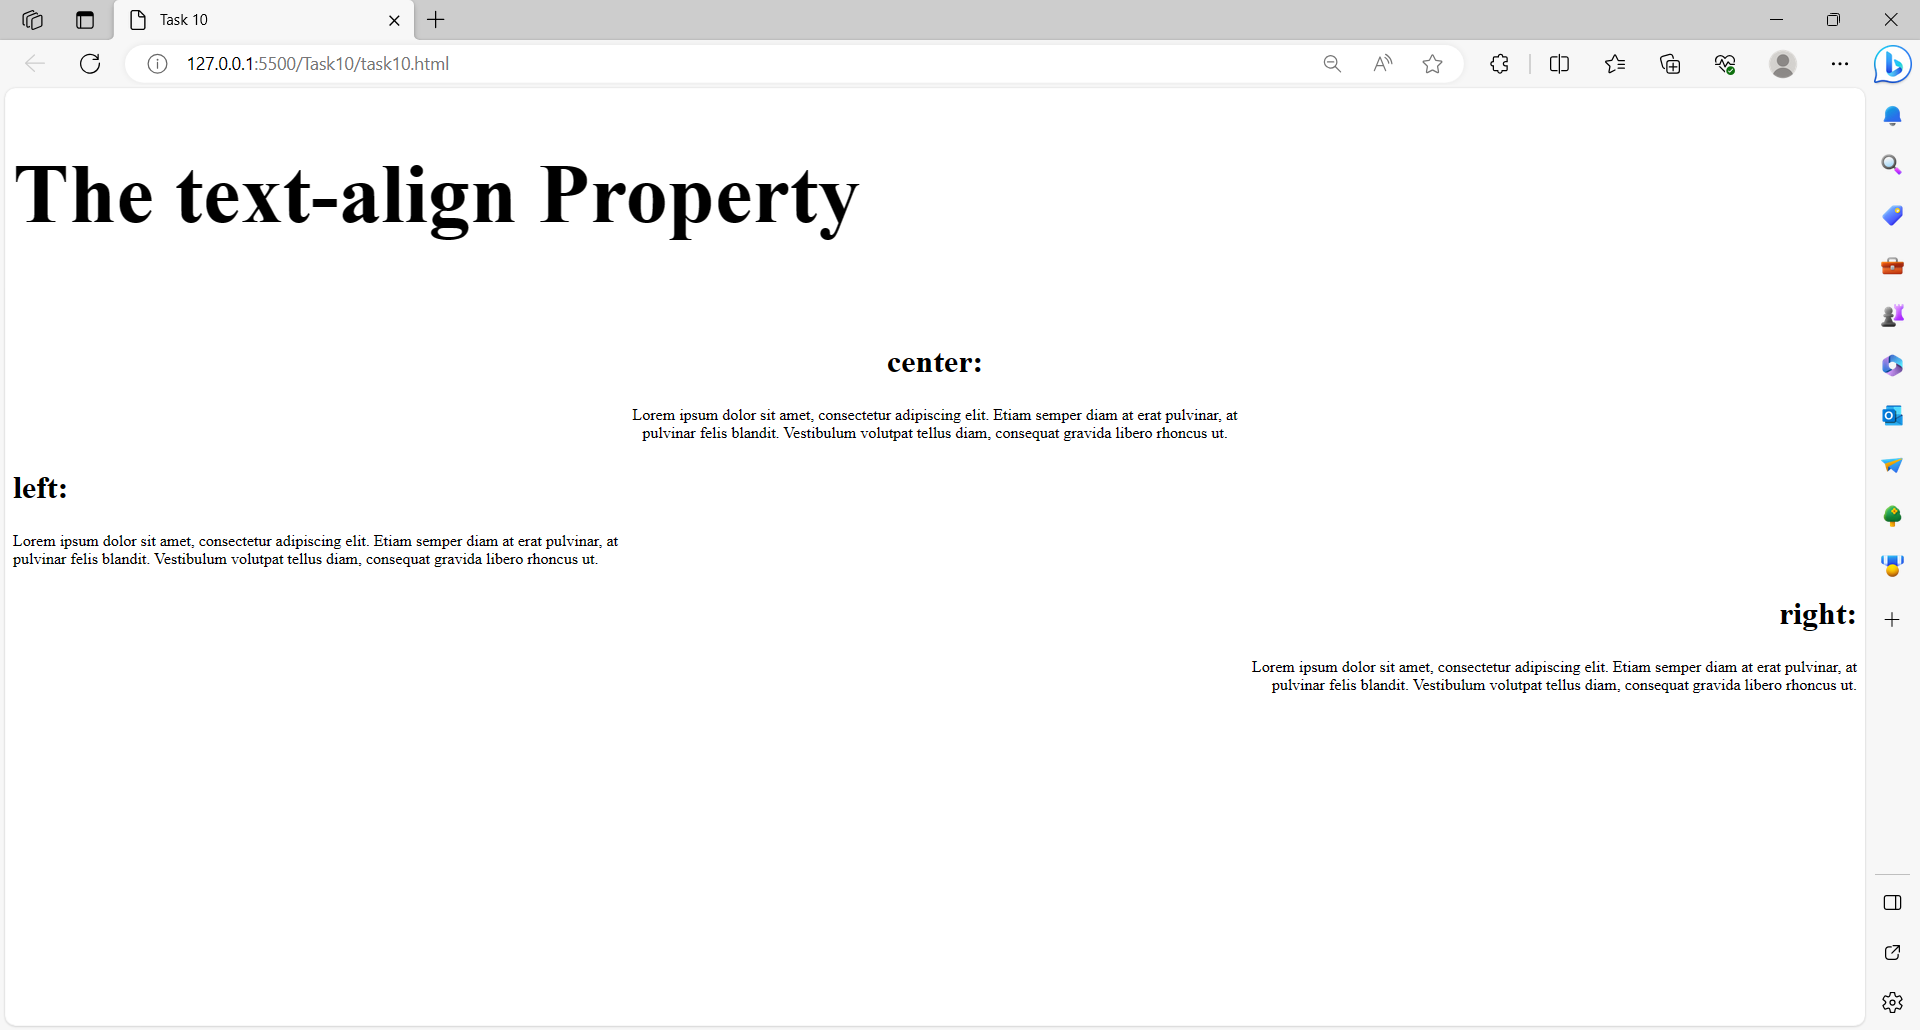 Task 10
127.0.0.1:5500/Task10/task10.html
The text-align Property
center:
Lorem ipsum dolor sit amet, consectetur adipiscing elit. Etiam semper diam at erat pulvinar, at
pulvinar felis blandit. Vestibulum volutpat tellus diam, consequat gravida libero rhoncus ut.
left:
Lorem ipsum dolor sit amet, consectetur adipiscing elit. Etiam semper diam at erat pulvinar, at
pulvinar felis blandit. Vestibulum volutpat tellus diam, consequat gravida libero rhoncus ut.
right:
Lorem ipsum dolor sit amet, consectetur adipiscing elit. Etiam semper diam at erat pulvinar, at
pulvinar felis blandit. Vestibulum volutpat tellus diam, consequat gravida libero rhoncus ut.